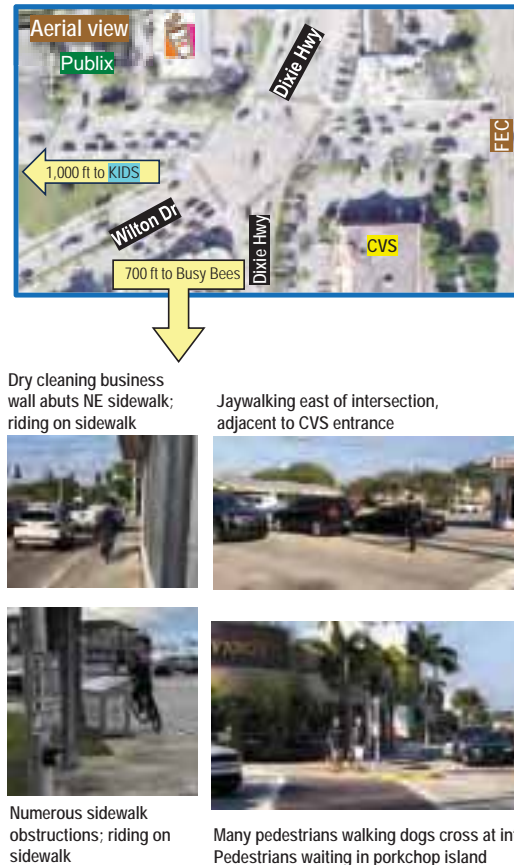 Aerial view
Publix
Dixie Hwy
FEC
1,000 ft to KIDS
Wilton Dr
Dixie Hwy
CVS
700 ft to Busy Bees
Dry cleaning business
wall abuts NE sidewalk;
riding on sidewalk
Jaywalking east of intersection,
adjacent to CVS entrance
Numerous sidewalk
obstructions; riding on
sidewalk
Many pedestrians walking dogs cross at in
Pedestrians waiting in porkchop island